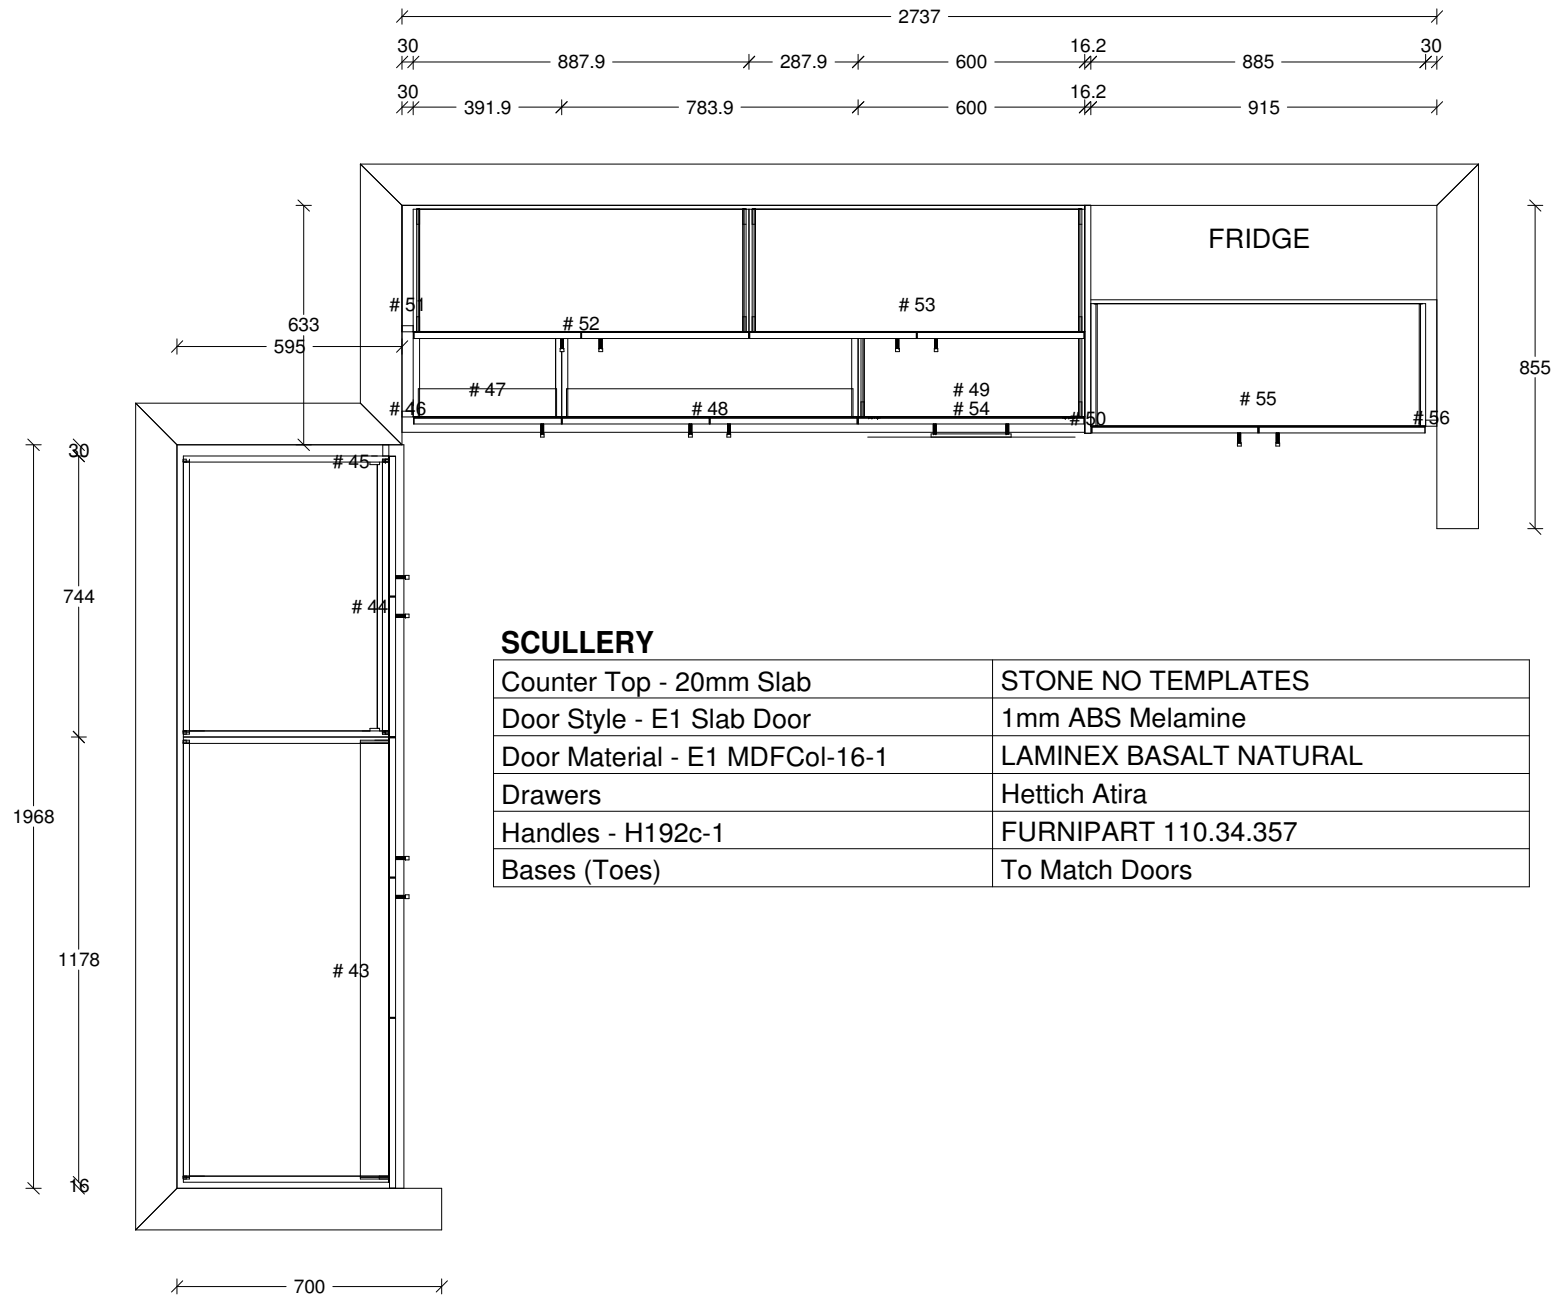 2737
30 16.2 30
887.9 287.9 600 885
30 16.2
391.9 783.9 600 915
FRIDGE
# 51
# 53
633
# 52
595
855
# 47
# 49
# 55
# 46
# 48
# 54
# 50
# 56
30
# 45
744
# 44
SCULLERY
Counter Top - 20mm Slab STONE NO TEMPLATES
Door Style - E1 Slab Door 1mm ABS Melamine
Door Material - E1 MDFCol-16-1 LAMINEX BASALT NATURAL
Drawers Hettich Atira
Handles - H192c-1 FURNIPART 110.34.357
Bases (Toes) To Match Doors
1968
1178
# 43
16
700